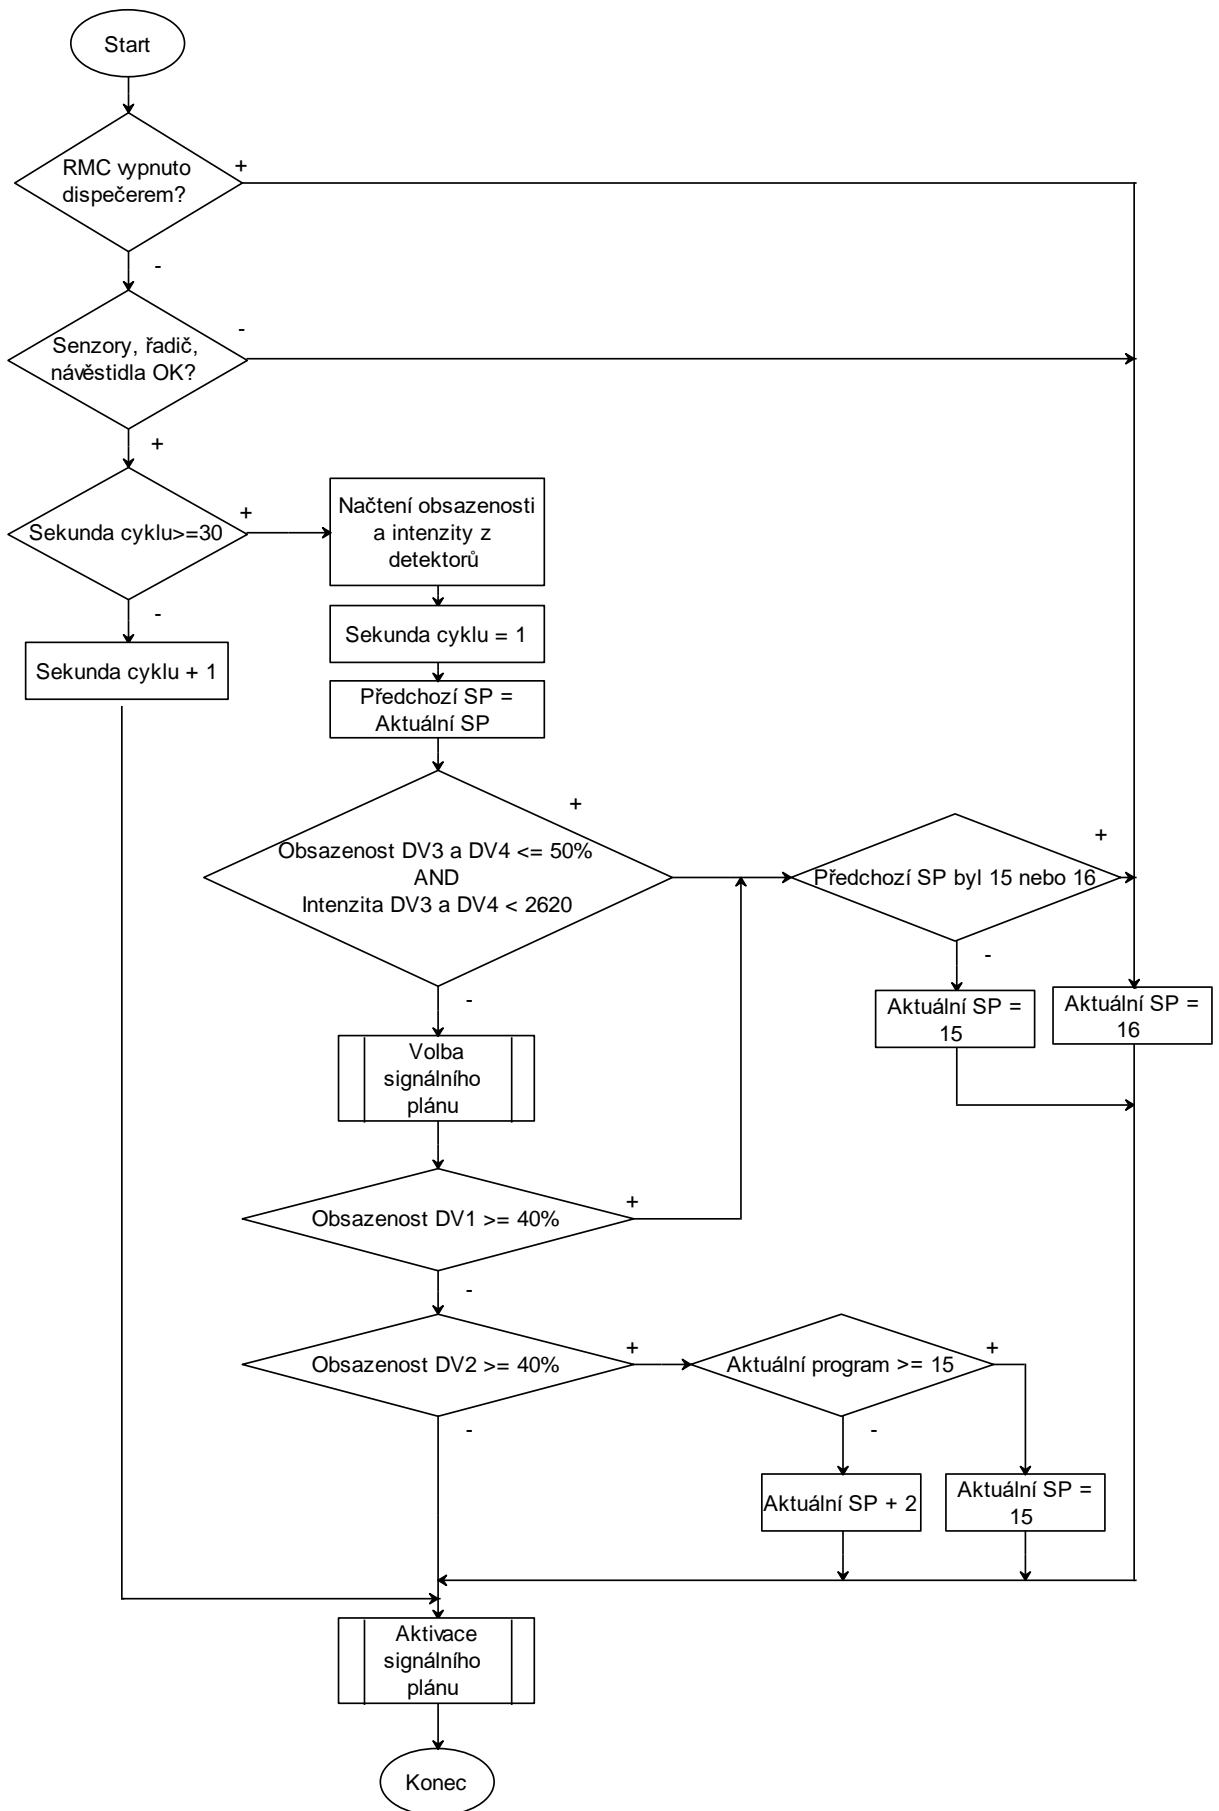 Start
RMC vypnuto
dispečerem?
+
-
Senzory, řadič,
návěstidla OK?
-
+
Sekunda cyklu>=30
+
-
Načtení obsazenosti
a intenzity z
detektorů
Sekunda cyklu = 1
Sekunda cyklu + 1
Předchozí SP =
Aktuální SP
Obsazenost DV3 a DV4 <= 50%
AND
Intenzita DV3 a DV4 < 2620
+
-
Předchozí SP byl 15 nebo 16
+
-
Aktuální SP =
15
Aktuální SP =
16
Volba
signálního
plánu
Obsazenost DV1 >= 40%
+
-
Obsazenost DV2 >= 40%
+
-
Aktuální program >= 15
+
-
Aktuální SP + 2
Aktuální SP =
15
Aktivace
signálního
plánu
Konec